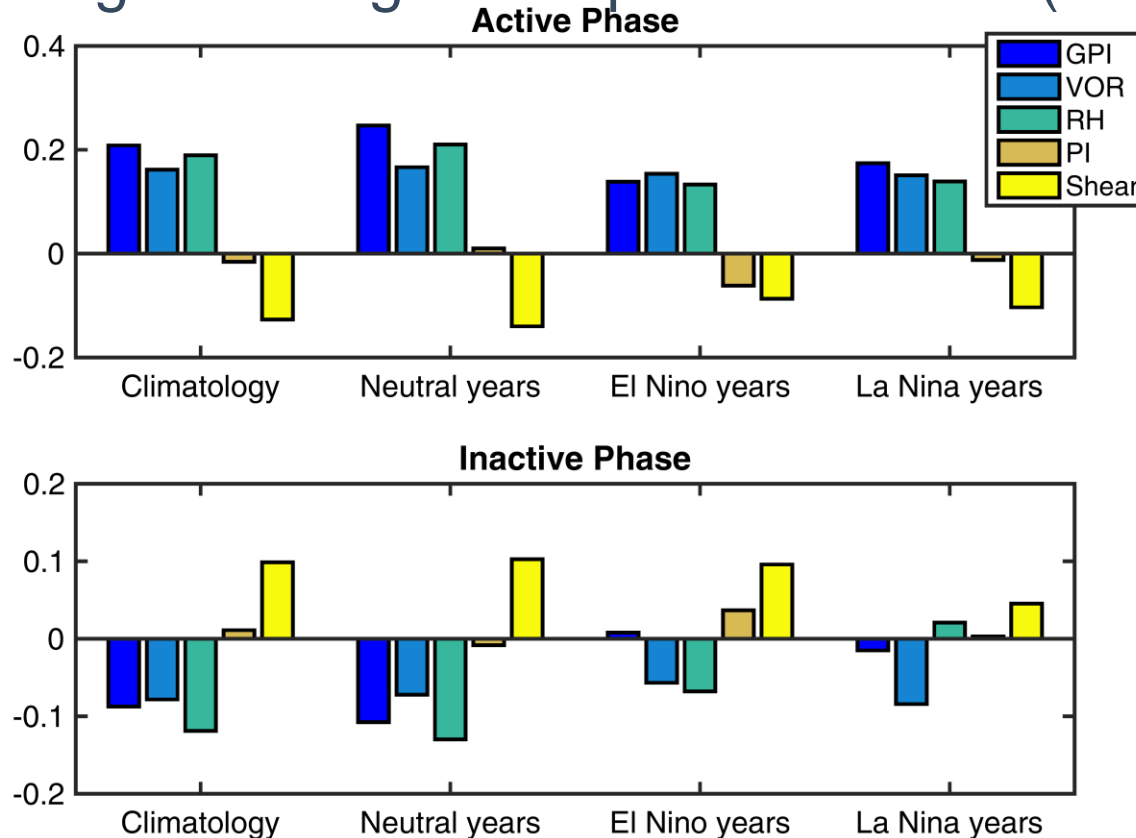 Active Phase
GPI
VOR
RH
PI
Shear
0.4
0.2
0
-0.2
Climatology Neutral years El Nino years La Nina years
Inactive Phase
0.2
0.1
0
-0.1
-0.2
Climatology Neutral years El Nino years La Nina years